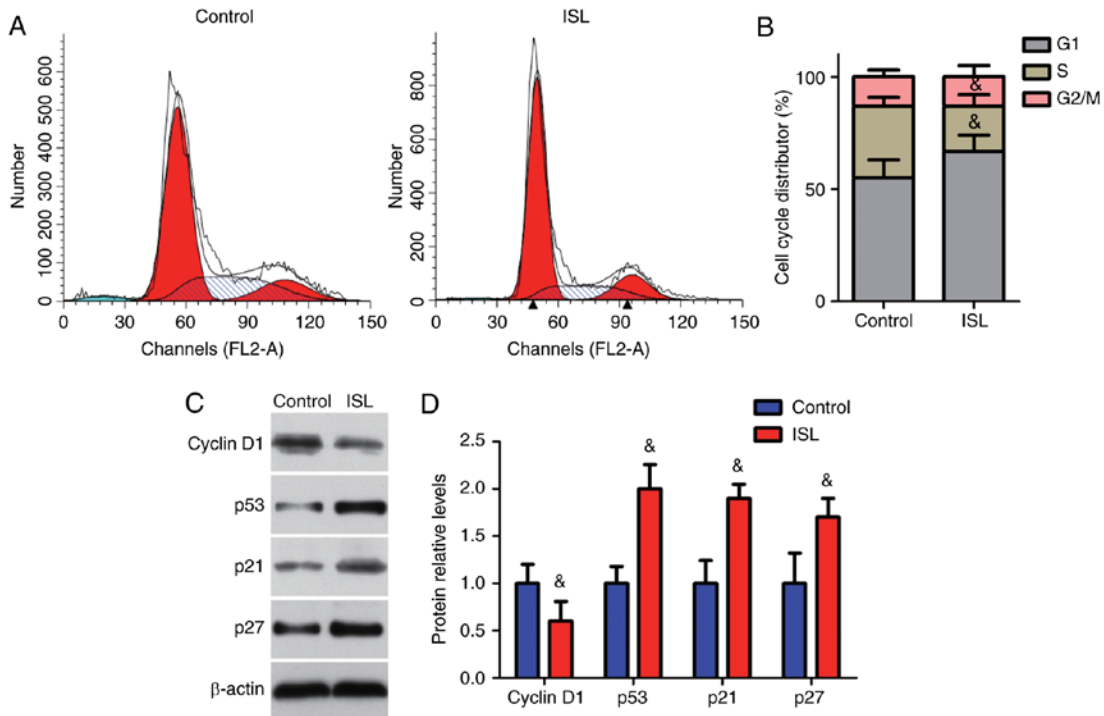 A
Control
Number
600
500
400
300
200
100
0
0 30 60 90 120 150
Channels (FL2-A)
ISL
Number
800
600
400
200
0
0 30 60 90 120 150
Channels (FL2-A)
B
G1
S
G2/M
Cell cycle distributor (%)
100
50
0
&
&
Control ISL
C
Control ISL
Cyclin D1
p53
p21
p27
β-actin
D
Control
ISL
Protein relative levels
2.5
2.0
1.5
1.0
0.5
0.0
& & & &
Cyclin D1 p53 p21 p27